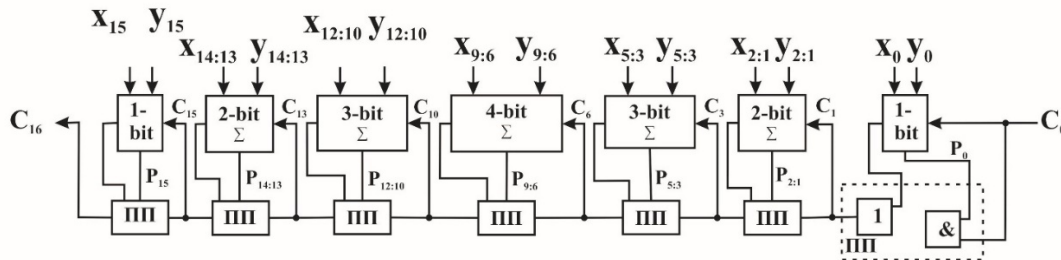 x15 y15 x14:13 y14:13 x12:10 y12:10 x9:6 y9:6 x5:3 y5:3 x2:1 y2:1 x0 y0
C16 1-bit C15 2-bit Σ C13 3-bit Σ C10 4-bit Σ C6 3-bit Σ C3 2-bit Σ C1 1-bit
P15 P14:13 P12:10 P9:6 P5:3 P2:1 P0
ПП ПП ПП ПП ПП ПП 1 &
ПП